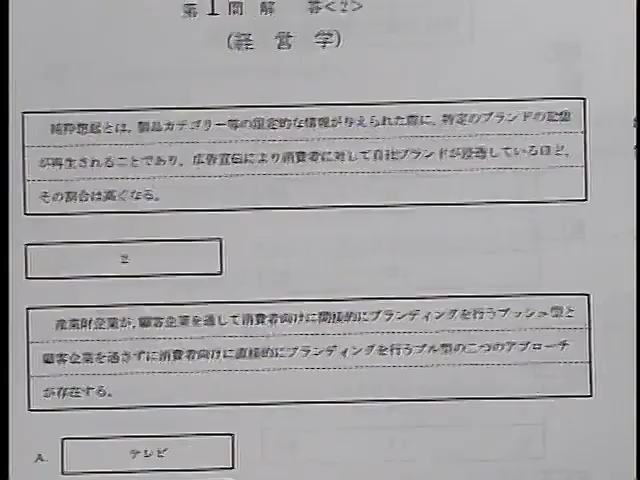 第1問 解 答<2>
(経 営 学)
純粋想起とは、製品カテゴリー等の限定的な情報が与えられた際に、特定のブランドの記憶
が再生されることであり、広告宣伝により消費者に対して自社ブランドが浸透しているほど、
その割合は高くなる。
2
産業財企業が、顧客企業を通して消費者向けに間接的にブランディングを行うプッシュ型と
顧客企業を通さずに消費者向けに直接的にブランディングを行うプル型の二つのアプローチ
が存在する。
A. テレビ